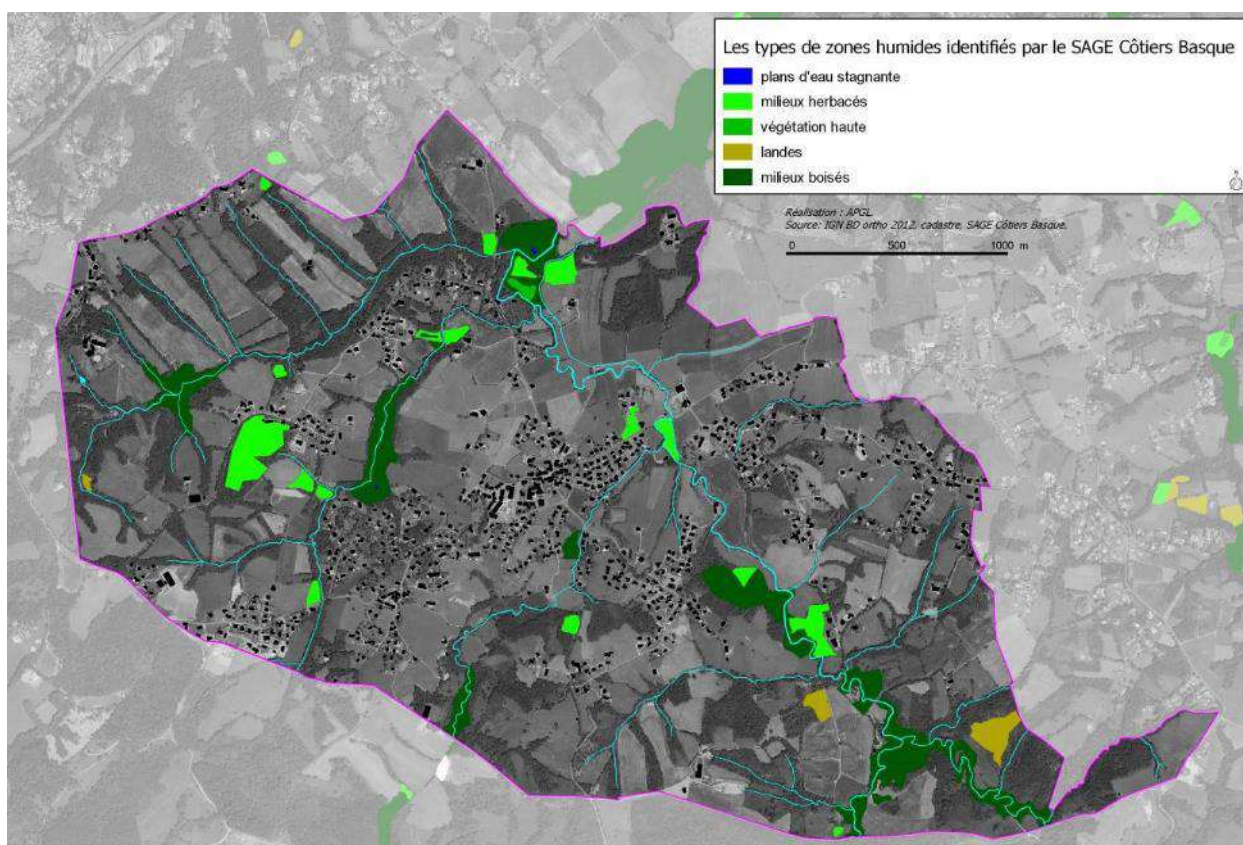 Les types de zones humides identifiés par le SAGE Côtiers Basque
plans d'eau stagnante
milieux herbacés
végétation haute
landes
milieux boisés
Réalisation : APGL.
Source: IGN BD ortho 2012, cadastre, SAGE Côtiers Basque.
0 500 1000 m